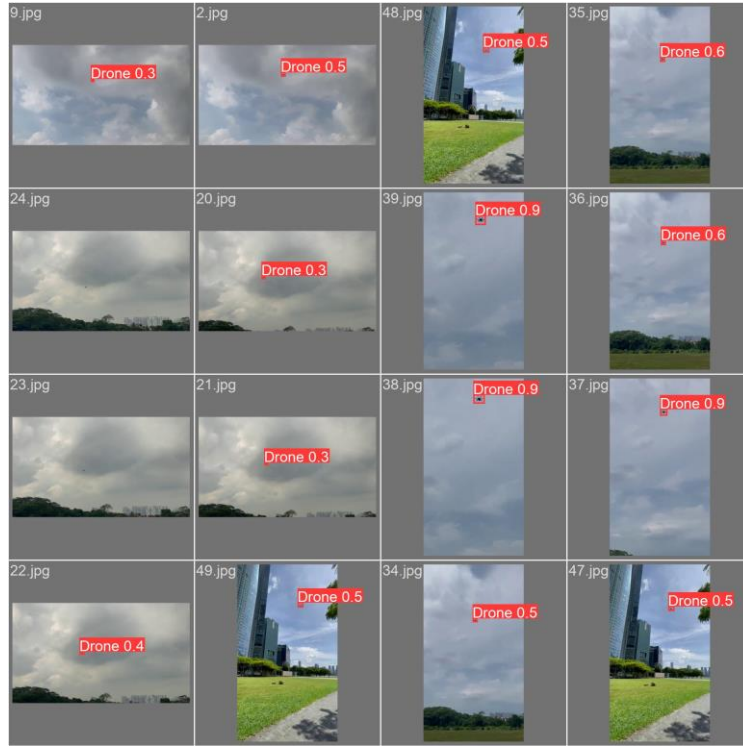 9.jpg
Drone 0.3
2.jpg
Drone 0.5
48.jpg
Drone 0.5
35.jpg
Drone 0.6
24.jpg
20.jpg
Drone 0.3
39.jpg
Drone 0.9
36.jpg
Drone 0.6
23.jpg
21.jpg
Drone 0.3
38.jpg
Drone 0.9
37.jpg
Drone 0.9
22.jpg
Drone 0.4
49.jpg
Drone 0.5
34.jpg
Drone 0.5
47.jpg
Drone 0.5